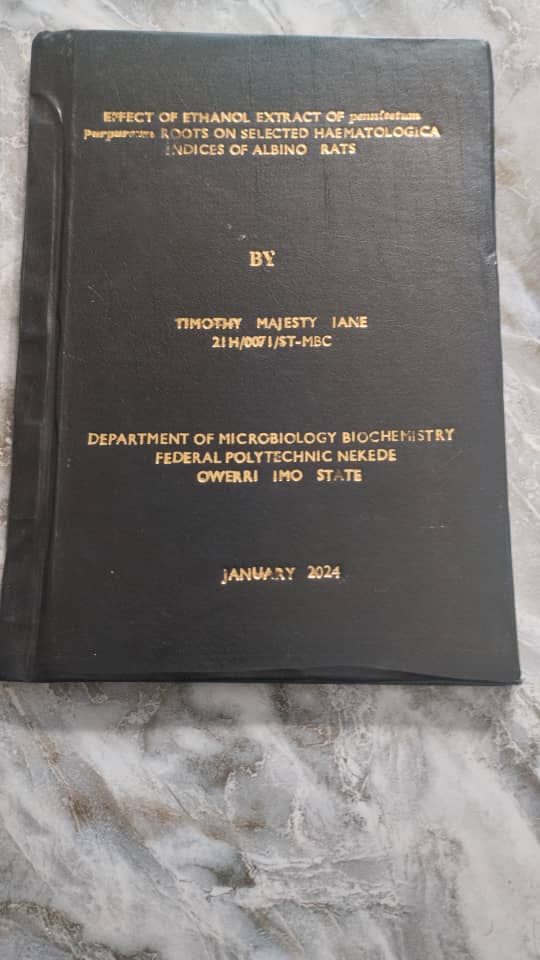 EFFECT OF ETHANOL EXTRACT OF pennisetum
Purpureum ROOTS ON SELECTED HAEMATOLOGICA
INDICES OF ALBINO RATS
BY
TIMOTHY MAJESTY IANE
21H/0071/ST-MBC
DEPARTMENT OF MICROBIOLOGY BIOCHEMISTRY
FEDERAL POLYTECHNIC NEKEDE
OWERRI IMO STATE
JANUARY 2024